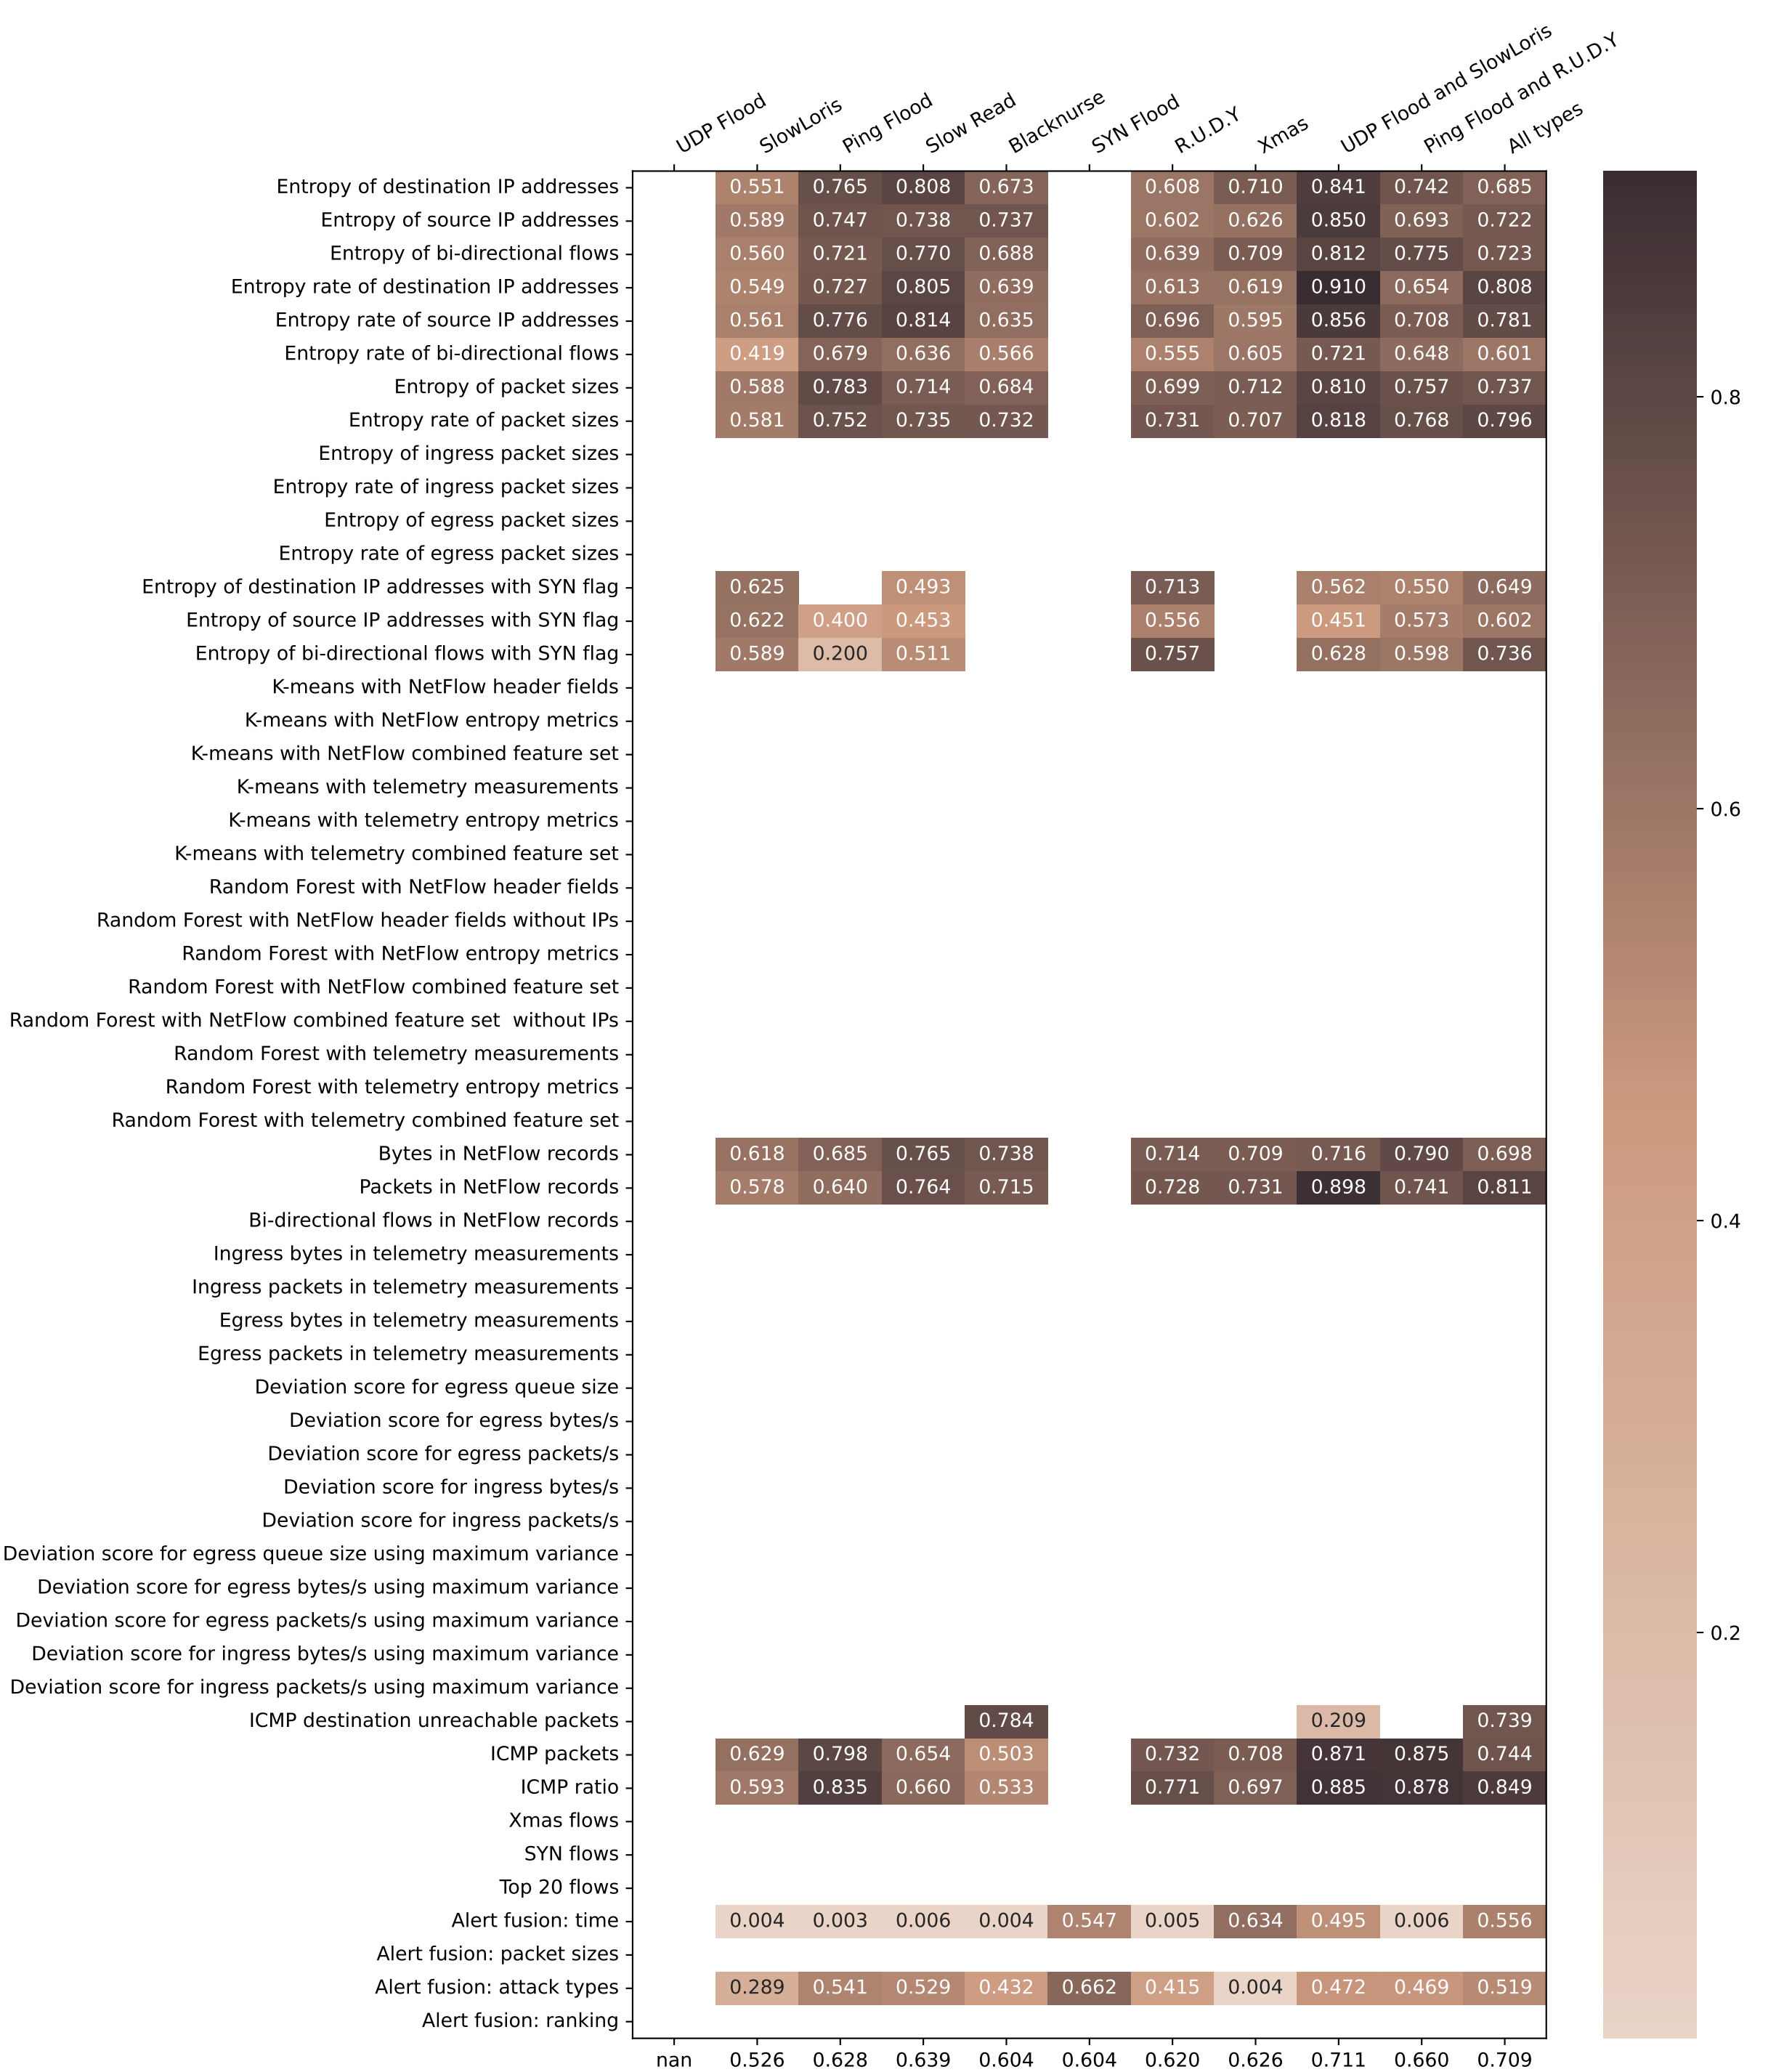 UDP Flood
SlowLoris
Ping Flood
Slow Read
Blacknurse
SYN Flood
R.U.D.Y
Xmas
UDP Flood and SlowLoris
Ping Flood and R.U.D.Y
All types
Entropy of destination IP addresses 0.551 0.765 0.808 0.673 0.608 0.710 0.841 0.742 0.685
Entropy of source IP addresses 0.589 0.747 0.738 0.737 0.602 0.626 0.850 0.693 0.722
Entropy of bi-directional flows 0.560 0.721 0.770 0.688 0.639 0.709 0.812 0.775 0.723
Entropy rate of destination IP addresses 0.549 0.727 0.805 0.639 0.613 0.619 0.910 0.654 0.808
Entropy rate of source IP addresses 0.561 0.776 0.814 0.635 0.696 0.595 0.856 0.708 0.781
Entropy rate of bi-directional flows 0.419 0.679 0.636 0.566 0.555 0.605 0.721 0.648 0.601
Entropy of packet sizes 0.588 0.783 0.714 0.684 0.699 0.712 0.810 0.757 0.737
Entropy rate of packet sizes 0.581 0.752 0.735 0.732 0.731 0.707 0.818 0.768 0.796
Entropy of ingress packet sizes
Entropy rate of ingress packet sizes
Entropy of egress packet sizes
Entropy rate of egress packet sizes
Entropy of destination IP addresses with SYN flag 0.625 0.493 0.713 0.562 0.550 0.649
Entropy of source IP addresses with SYN flag 0.622 0.400 0.453 0.556 0.451 0.573 0.602
Entropy of bi-directional flows with SYN flag 0.589 0.200 0.511 0.757 0.628 0.598 0.736
K-means with NetFlow header fields
K-means with NetFlow entropy metrics
K-means with NetFlow combined feature set
K-means with telemetry measurements
K-means with telemetry entropy metrics
K-means with telemetry combined feature set
Random Forest with NetFlow header fields
Random Forest with NetFlow header fields without IPs
Random Forest with NetFlow entropy metrics
Random Forest with NetFlow combined feature set
Random Forest with NetFlow combined feature set  without IPs
Random Forest with telemetry measurements
Random Forest with telemetry entropy metrics
Random Forest with telemetry combined feature set
Bytes in NetFlow records 0.618 0.685 0.765 0.738 0.714 0.709 0.716 0.790 0.698
Packets in NetFlow records 0.578 0.640 0.764 0.715 0.728 0.731 0.898 0.741 0.811
Bi-directional flows in NetFlow records
Ingress bytes in telemetry measurements
Ingress packets in telemetry measurements
Egress bytes in telemetry measurements
Egress packets in telemetry measurements
Deviation score for egress queue size
Deviation score for egress bytes/s
Deviation score for egress packets/s
Deviation score for ingress bytes/s
Deviation score for ingress packets/s
Deviation score for egress queue size using maximum variance
Deviation score for egress bytes/s using maximum variance
Deviation score for egress packets/s using maximum variance
Deviation score for ingress bytes/s using maximum variance
Deviation score for ingress packets/s using maximum variance
ICMP destination unreachable packets 0.784 0.209 0.739
ICMP packets 0.629 0.798 0.654 0.503 0.732 0.708 0.871 0.875 0.744
ICMP ratio 0.593 0.835 0.660 0.533 0.771 0.697 0.885 0.878 0.849
Xmas flows
SYN flows
Top 20 flows
Alert fusion: time 0.004 0.003 0.006 0.004 0.547 0.005 0.634 0.495 0.006 0.556
Alert fusion: packet sizes
Alert fusion: attack types 0.289 0.541 0.529 0.432 0.662 0.415 0.004 0.472 0.469 0.519
Alert fusion: ranking
nan 0.526 0.628 0.639 0.604 0.604 0.620 0.626 0.711 0.660 0.709
0.8
0.6
0.4
0.2